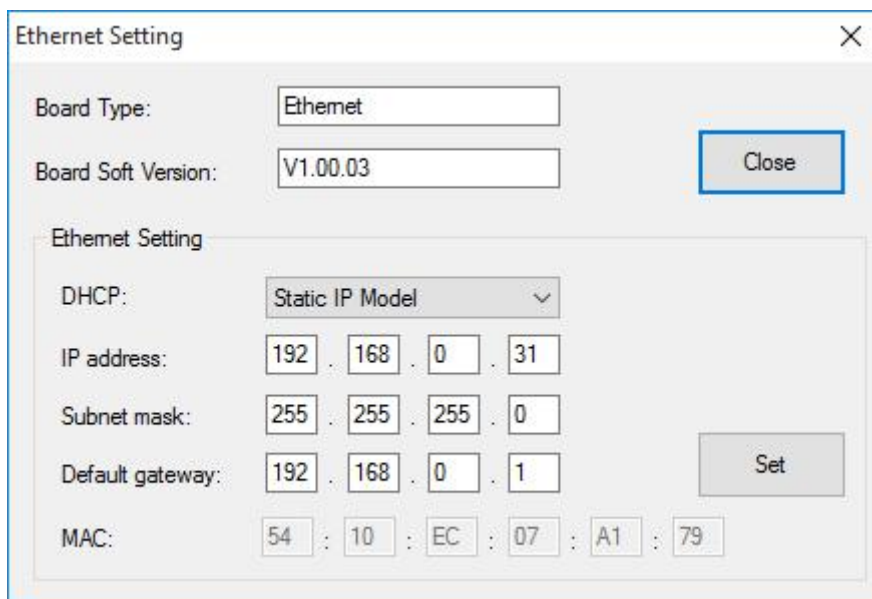 Ethernet Setting
Board Type: Ethernet
Board Soft Version: V1.00.03
Close
Ethernet Setting
DHCP: Static IP Model
IP address: 192 . 168 . 0 . 31
Subnet mask: 255 . 255 . 255 . 0
Default gateway: 192 . 168 . 0 . 1
Set
MAC: 54 : 10 : EC : 07 : A1 : 79